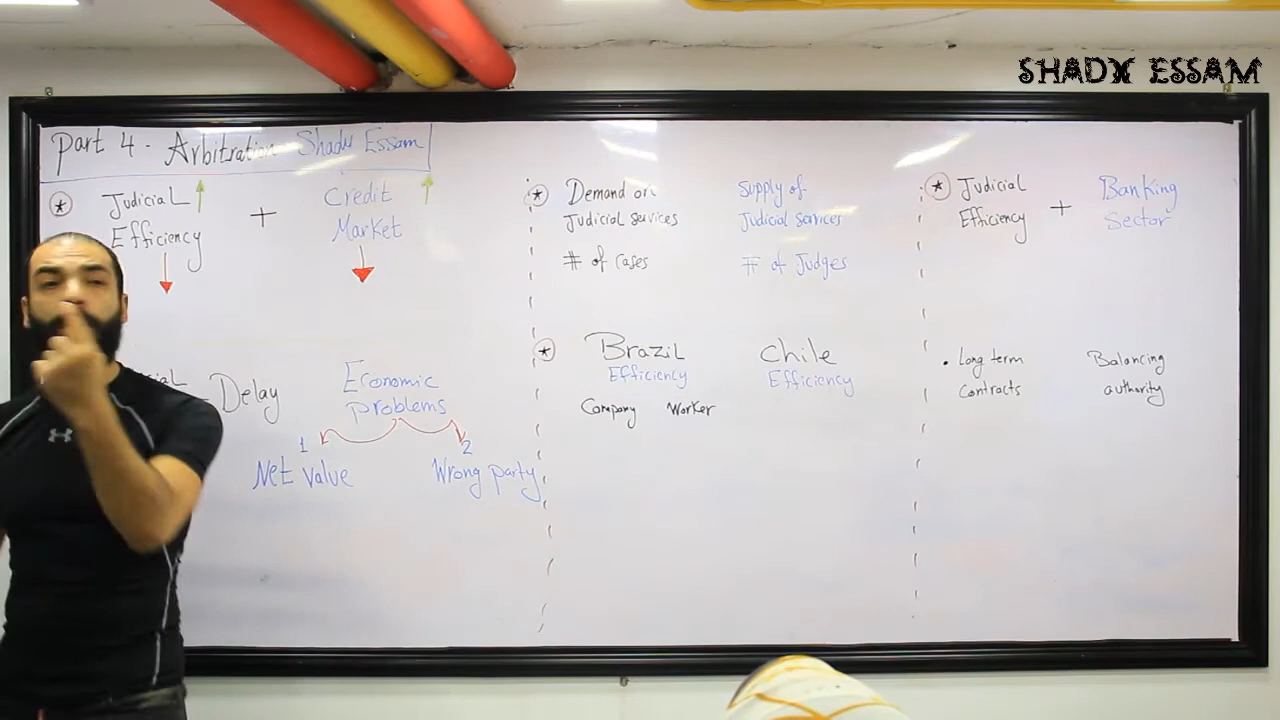 SHADY ESSAM
Part 4 - Arbitration Shady Essam
Judicial
Efficiency
+
Credit
Market
Delay
Economic
problems
1
2
Net Value
Wrong party
Demand on
Judicial services
# of cases
Supply of
Judicial services
# of Judges
Brazil
Efficiency
Company Worker
Chile
Efficiency
Judicial
Efficiency
+
Banking
Sector
• Long term
contracts
Balancing
authority